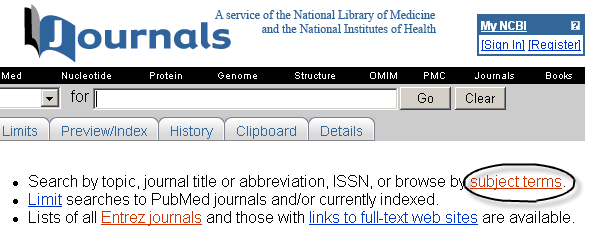 Journals
A service of the National Library of Medicine
and the National Institutes of Health
My NCBI ?
[Sign In] [Register]
Med Nucleotide Protein Genome Structure OMIM PMC Journals Books
for Go Clear
Limits Preview/Index History Clipboard Details
• Search by topic, journal title or abbreviation, ISSN, or browse by subject terms.
• Limit searches to PubMed journals and/or currently indexed.
• Lists of all Entrez journals and those with links to full-text web sites are available.